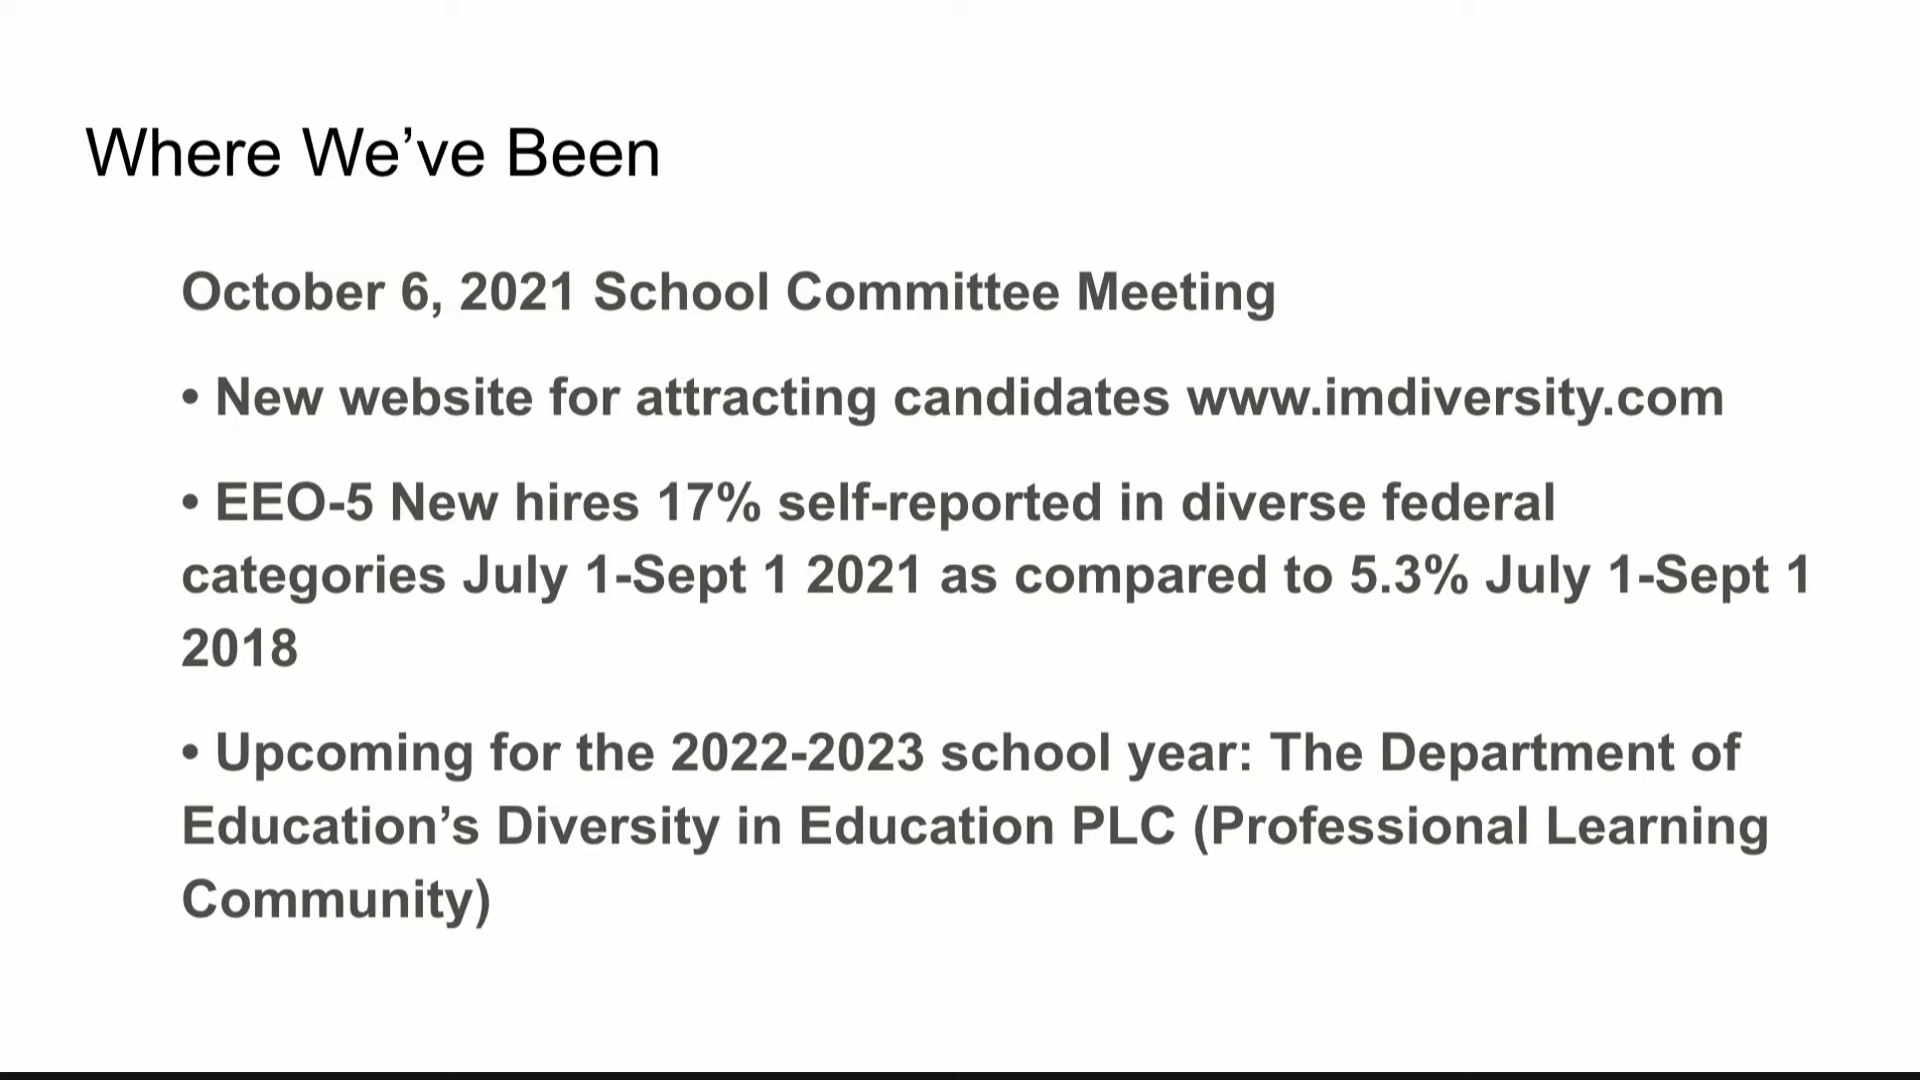 Where We’ve Been
October 6, 2021 School Committee Meeting
• New website for attracting candidates www.imdiversity.com
• EEO-5 New hires 17% self-reported in diverse federal
categories July 1-Sept 1 2021 as compared to 5.3% July 1-Sept 1
2018
• Upcoming for the 2022-2023 school year: The Department of
Education’s Diversity in Education PLC (Professional Learning
Community)